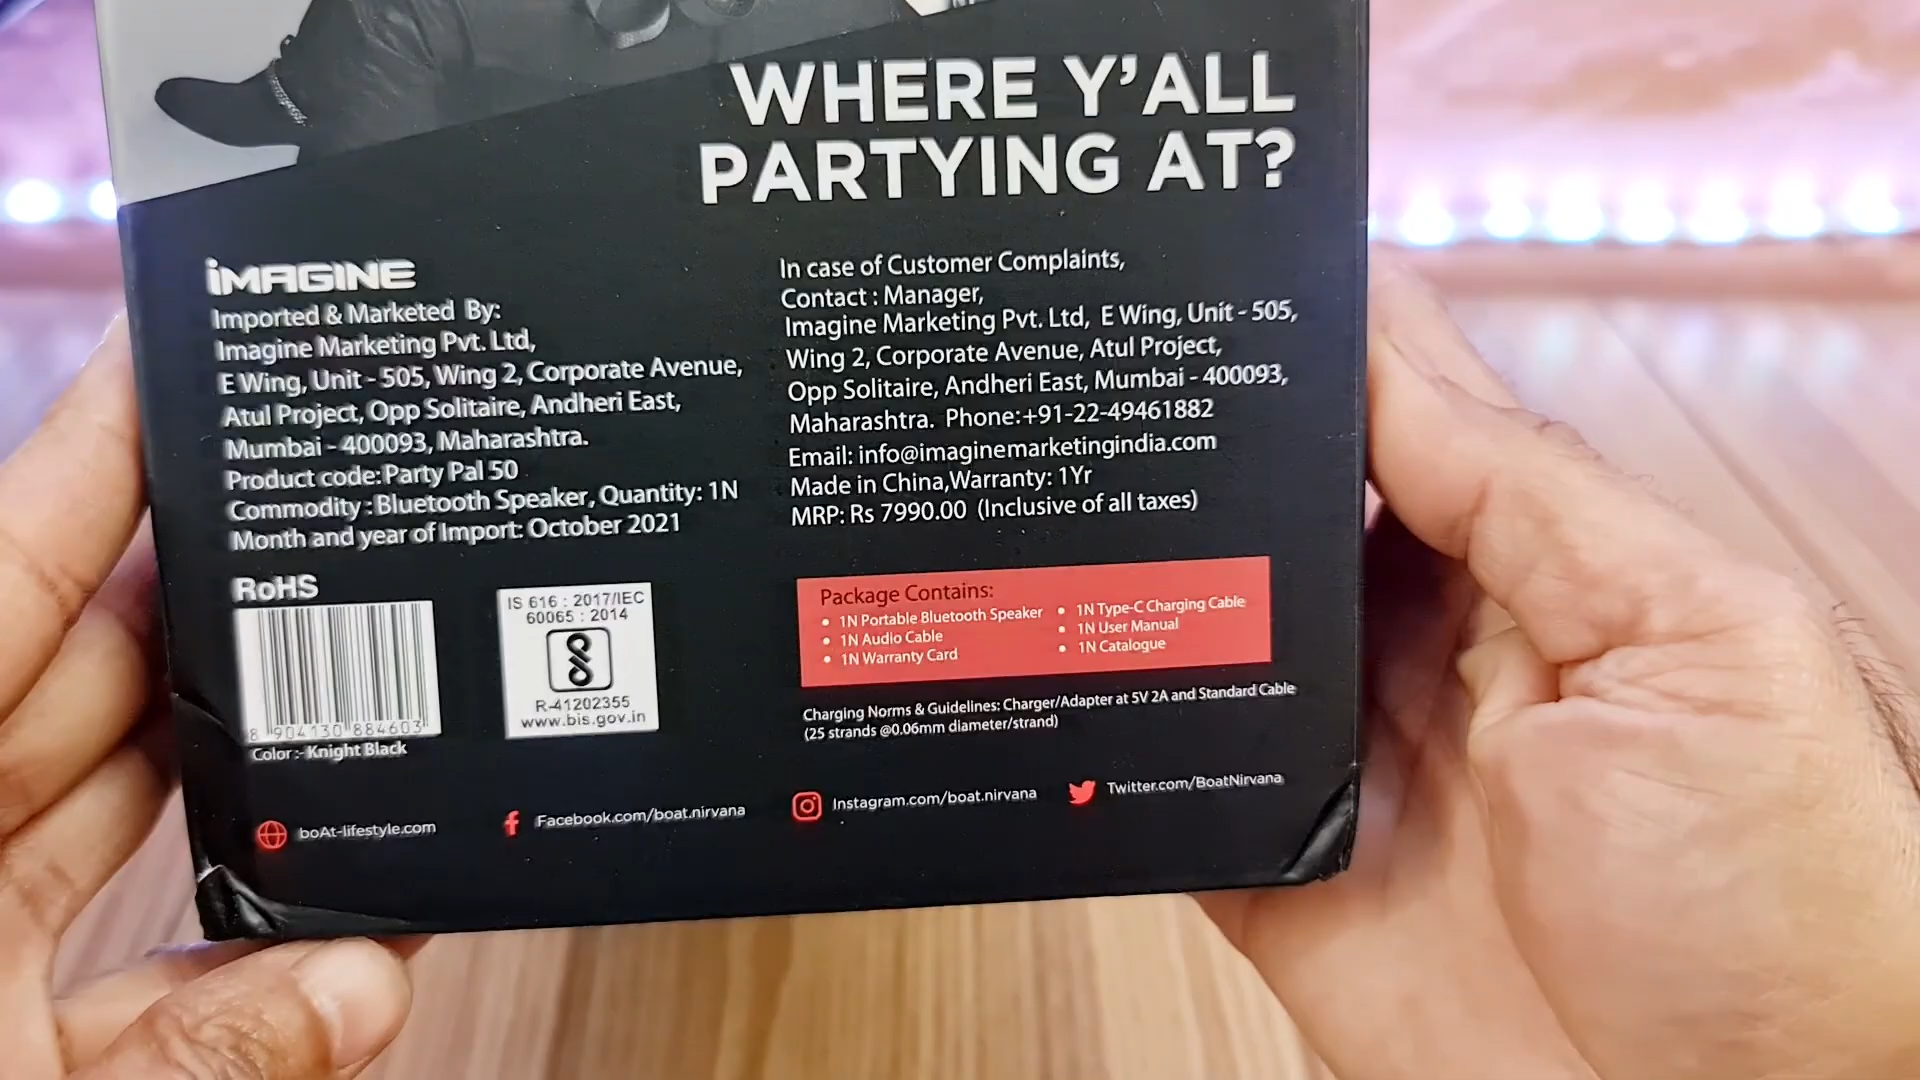 WHERE Y'ALL
PARTYING AT?
iMAGINE
Imported & Marketed By:
Imagine Marketing Pvt. Ltd,
E Wing, Unit - 505, Wing 2, Corporate Avenue,
Atul Project, Opp Solitaire, Andheri East,
Mumbai - 400093, Maharashtra.
Product code: Party Pal 50
Commodity : Bluetooth Speaker, Quantity: 1N
Month and year of Import: October 2021
In case of Customer Complaints,
Contact : Manager,
Imagine Marketing Pvt. Ltd, E Wing, Unit - 505,
Wing 2, Corporate Avenue, Atul Project,
Opp Solitaire, Andheri East, Mumbai - 400093,
Maharashtra. Phone:+91-22-49461882
Email: info@imaginemarketingindia.com
Made in China,Warranty: 1Yr
MRP: Rs 7990.00 (Inclusive of all taxes)
RoHS
8 904130 884603
Color :- Knight Black
IS 616 : 2017/IEC
60065 : 2014
R-41202355
www.bis.gov.in
Package Contains:
• 1N Portable Bluetooth Speaker
• 1N Audio Cable
• 1N Warranty Card
• 1N Type-C Charging Cable
• 1N User Manual
• 1N Catalogue
Charging Norms & Guidelines: Charger/Adapter at 5V 2A and Standard Cable
(25 strands @0.06mm diameter/strand)
boAt-lifestyle.com
Facebook.com/boat.nirvana
Instagram.com/boat.nirvana
Twitter.com/BoatNirvana